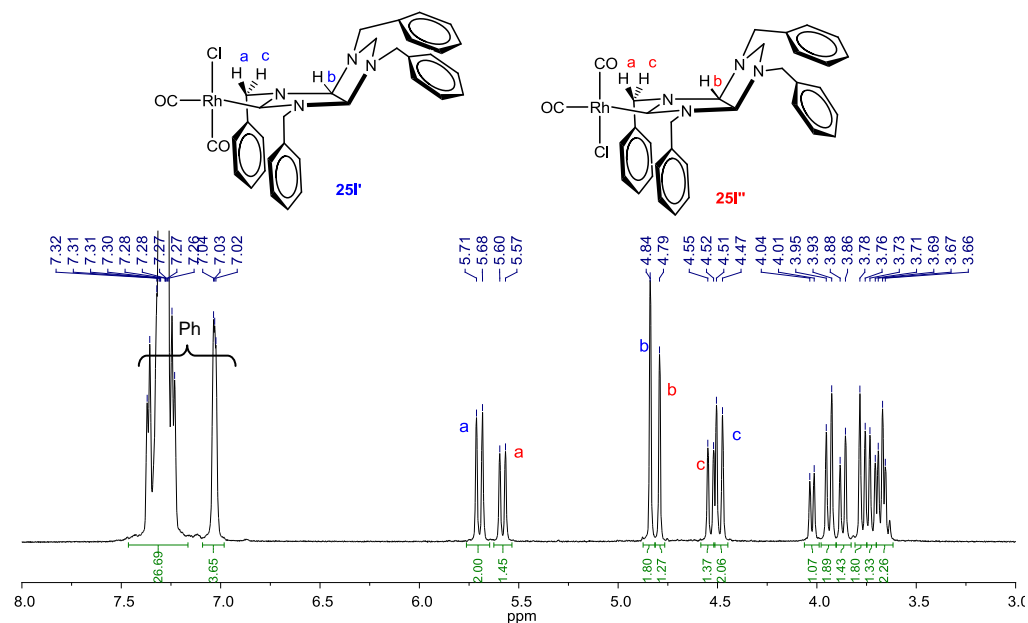 Cl
a c
H H
H
b
N
N
N
N
OC
Rh
CO
25l'
CO
a c
H H
H
b
N
N
N
N
CO
Rh
Cl
25l''
7.32
7.31
7.31
7.30
7.28
7.28
7.27
7.27
7.26
7.04
7.03
7.02
5.71
5.68
5.60
5.57
4.84
4.79
4.55
4.52
4.51
4.47
4.04
4.01
3.95
3.93
3.88
3.86
3.78
3.76
3.73
3.71
3.69
3.67
3.66
Ph
a
a
b
b
c
c
26.69
3.65
2.00
1.45
1.80
1.27
1.37
2.06
1.07
1.89
1.43
1.80
1.33
2.26
8.0 7.5 7.0 6.5 6.0 5.5 5.0 4.5 4.0 3.5 3.0
ppm